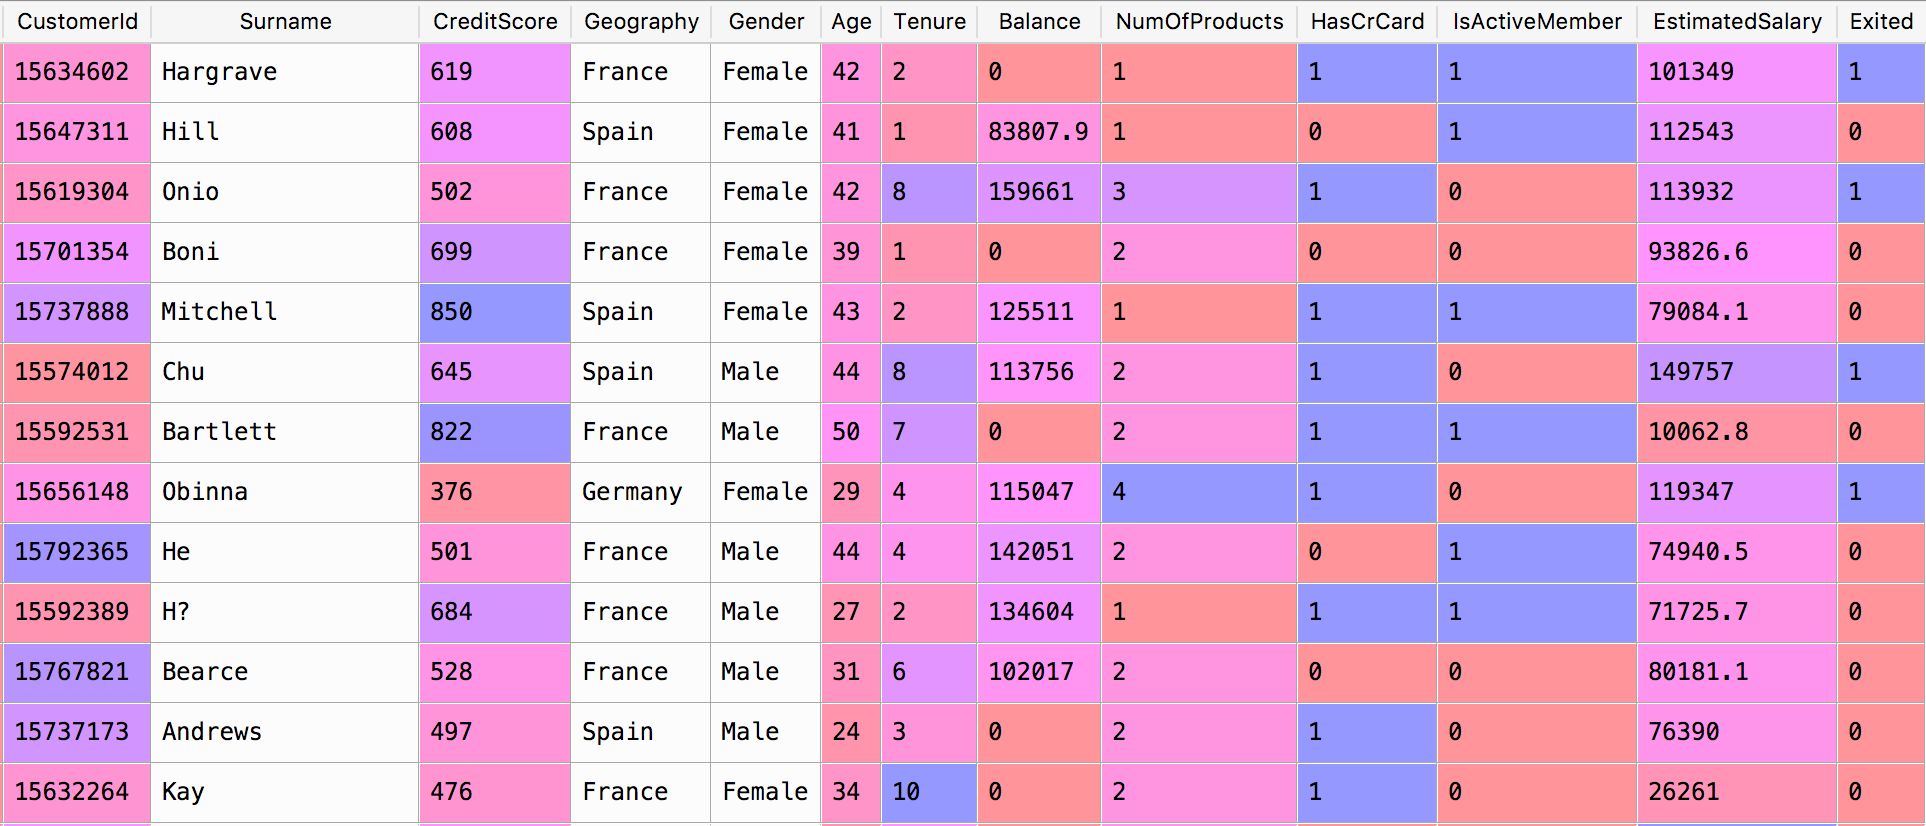 CustomerId Surname CreditScore Geography Gender Age Tenure Balance NumOfProducts HasCrCard IsActiveMember EstimatedSalary Exited
15634602 Hargrave 619 France Female 42 2 0 1 1 1 101349 1
15647311 Hill 608 Spain Female 41 1 83807.9 1 0 1 112543 0
15619304 Onio 502 France Female 42 8 159661 3 1 0 113932 1
15701354 Boni 699 France Female 39 1 0 2 0 0 93826.6 0
15737888 Mitchell 850 Spain Female 43 2 125511 1 1 1 79084.1 0
15574012 Chu 645 Spain Male 44 8 113756 2 1 0 149757 1
15592531 Bartlett 822 France Male 50 7 0 2 1 1 10062.8 0
15656148 Obinna 376 Germany Female 29 4 115047 4 1 0 119347 1
15792365 He 501 France Male 44 4 142051 2 0 1 74940.5 0
15592389 H? 684 France Male 27 2 134604 1 1 1 71725.7 0
15767821 Bearce 528 France Male 31 6 102017 2 0 0 80181.1 0
15737173 Andrews 497 Spain Male 24 3 0 2 1 0 76390 0
15632264 Kay 476 France Female 34 10 0 2 1 0 26261 0